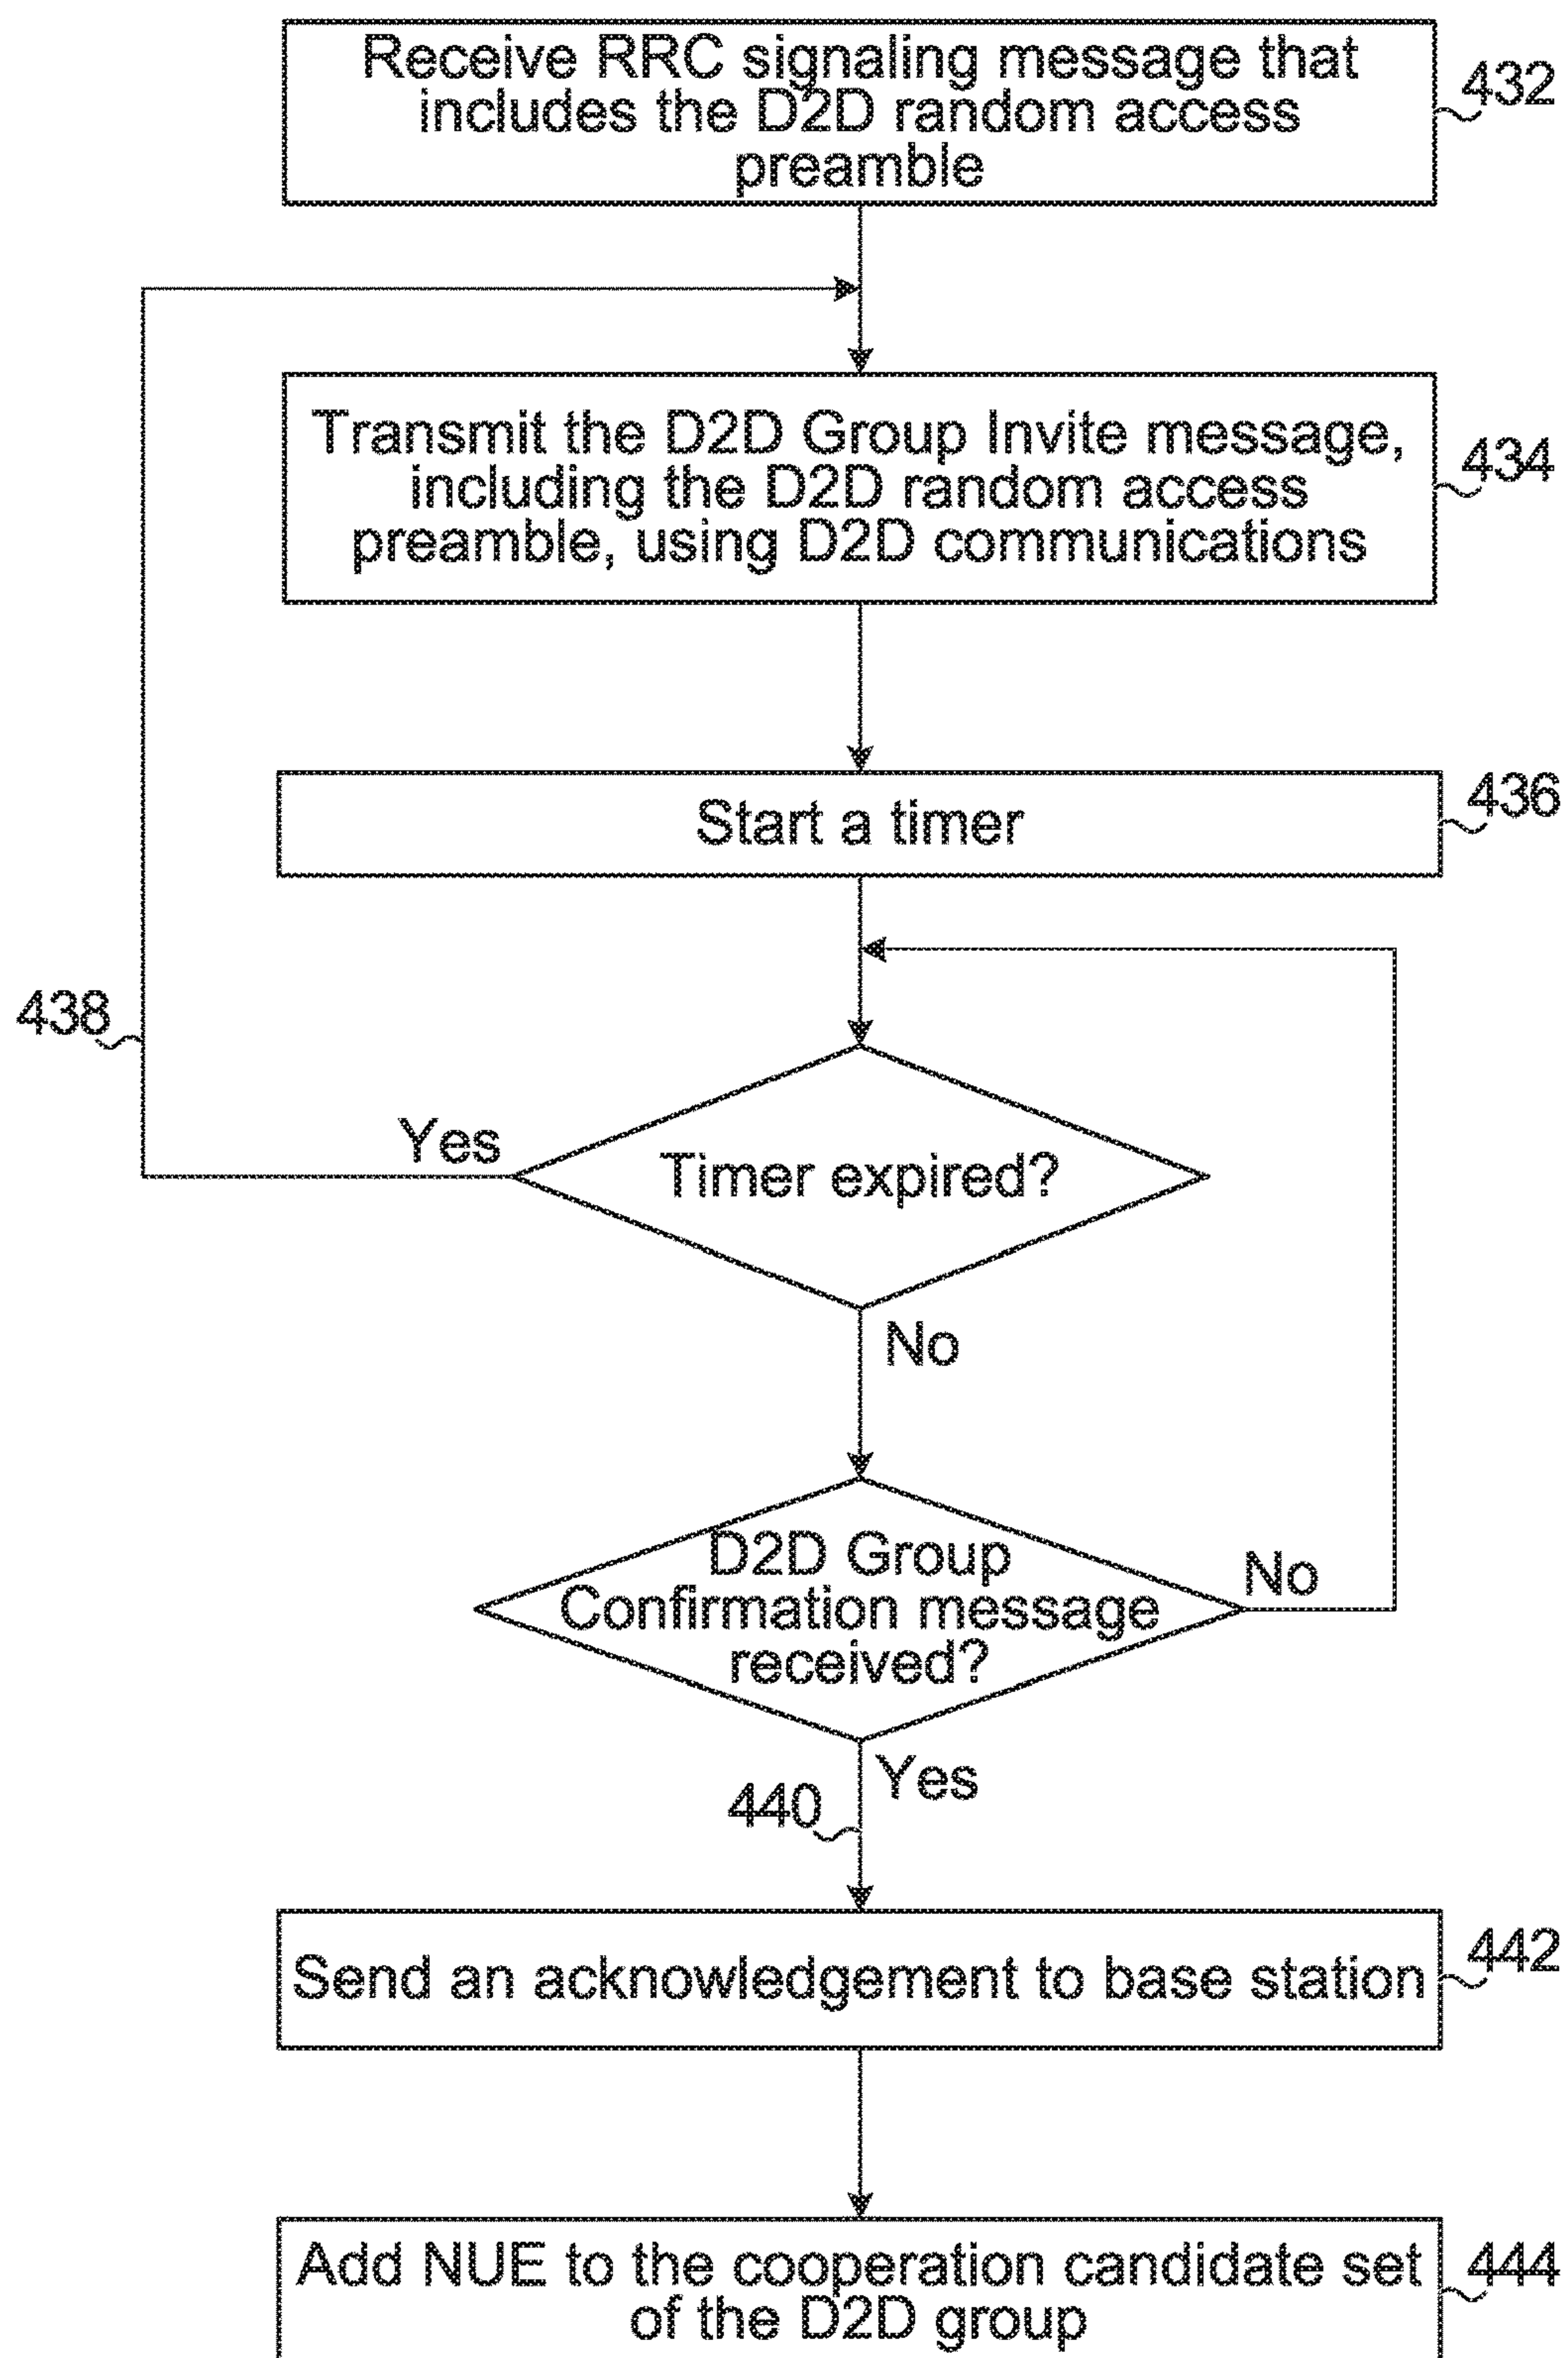 Receive RRC signaling message that
includes the D2D random access
preamble
432
Transmit the D2D Group Invite message,
including the D2D random access
preamble, using D2D communications
434
Start a timer
436
438
Yes
Timer expired?
No
D2D Group
Confirmation message
received?
No
Yes
440
Send an acknowledgement to base station
442
Add NUE to the cooperation candidate set
of the D2D group
444